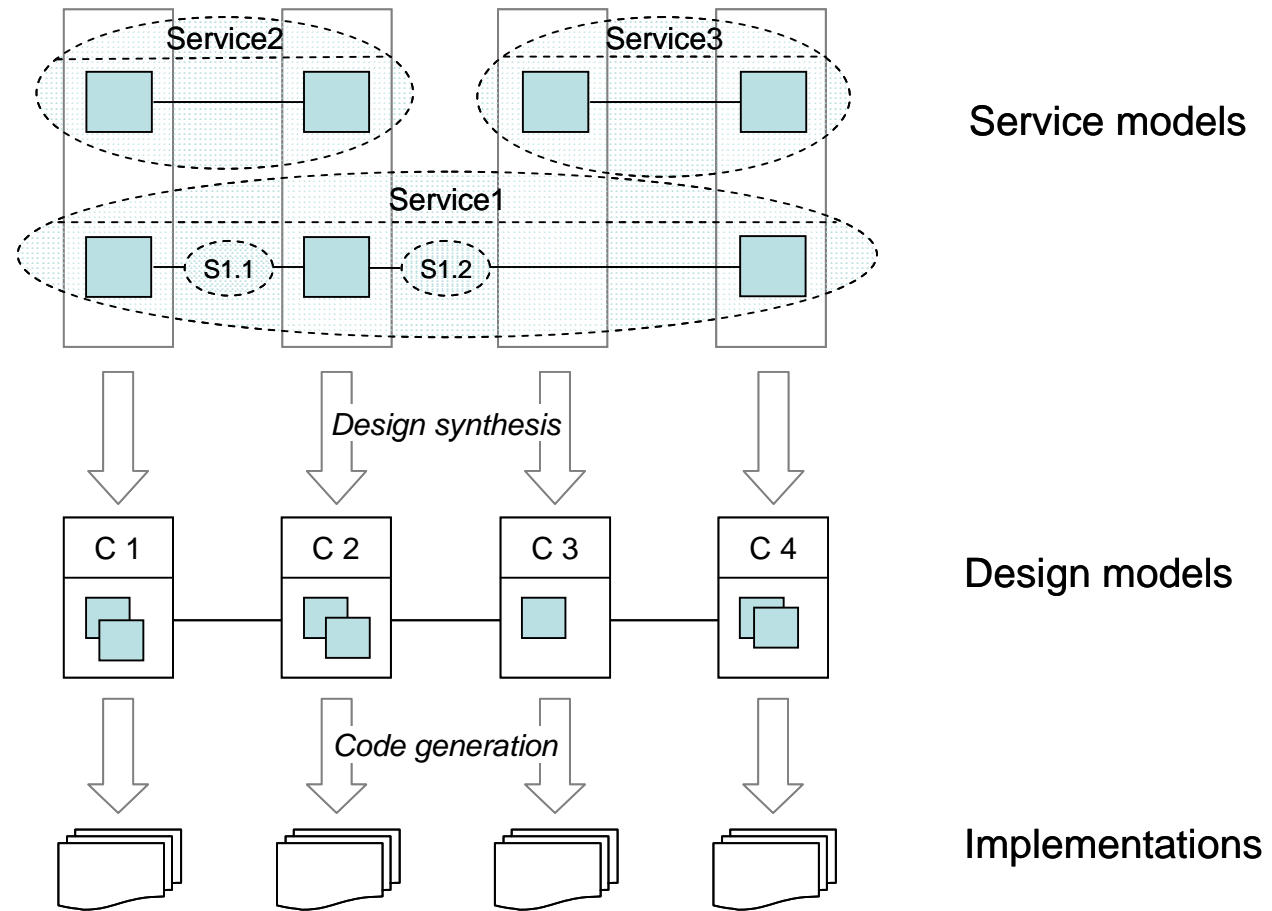 Service2
Service3
Service models
Service1
S1.1
S1.2
Design synthesis
C 1
C 2
C 3
C 4
Design models
Code generation
Implementations